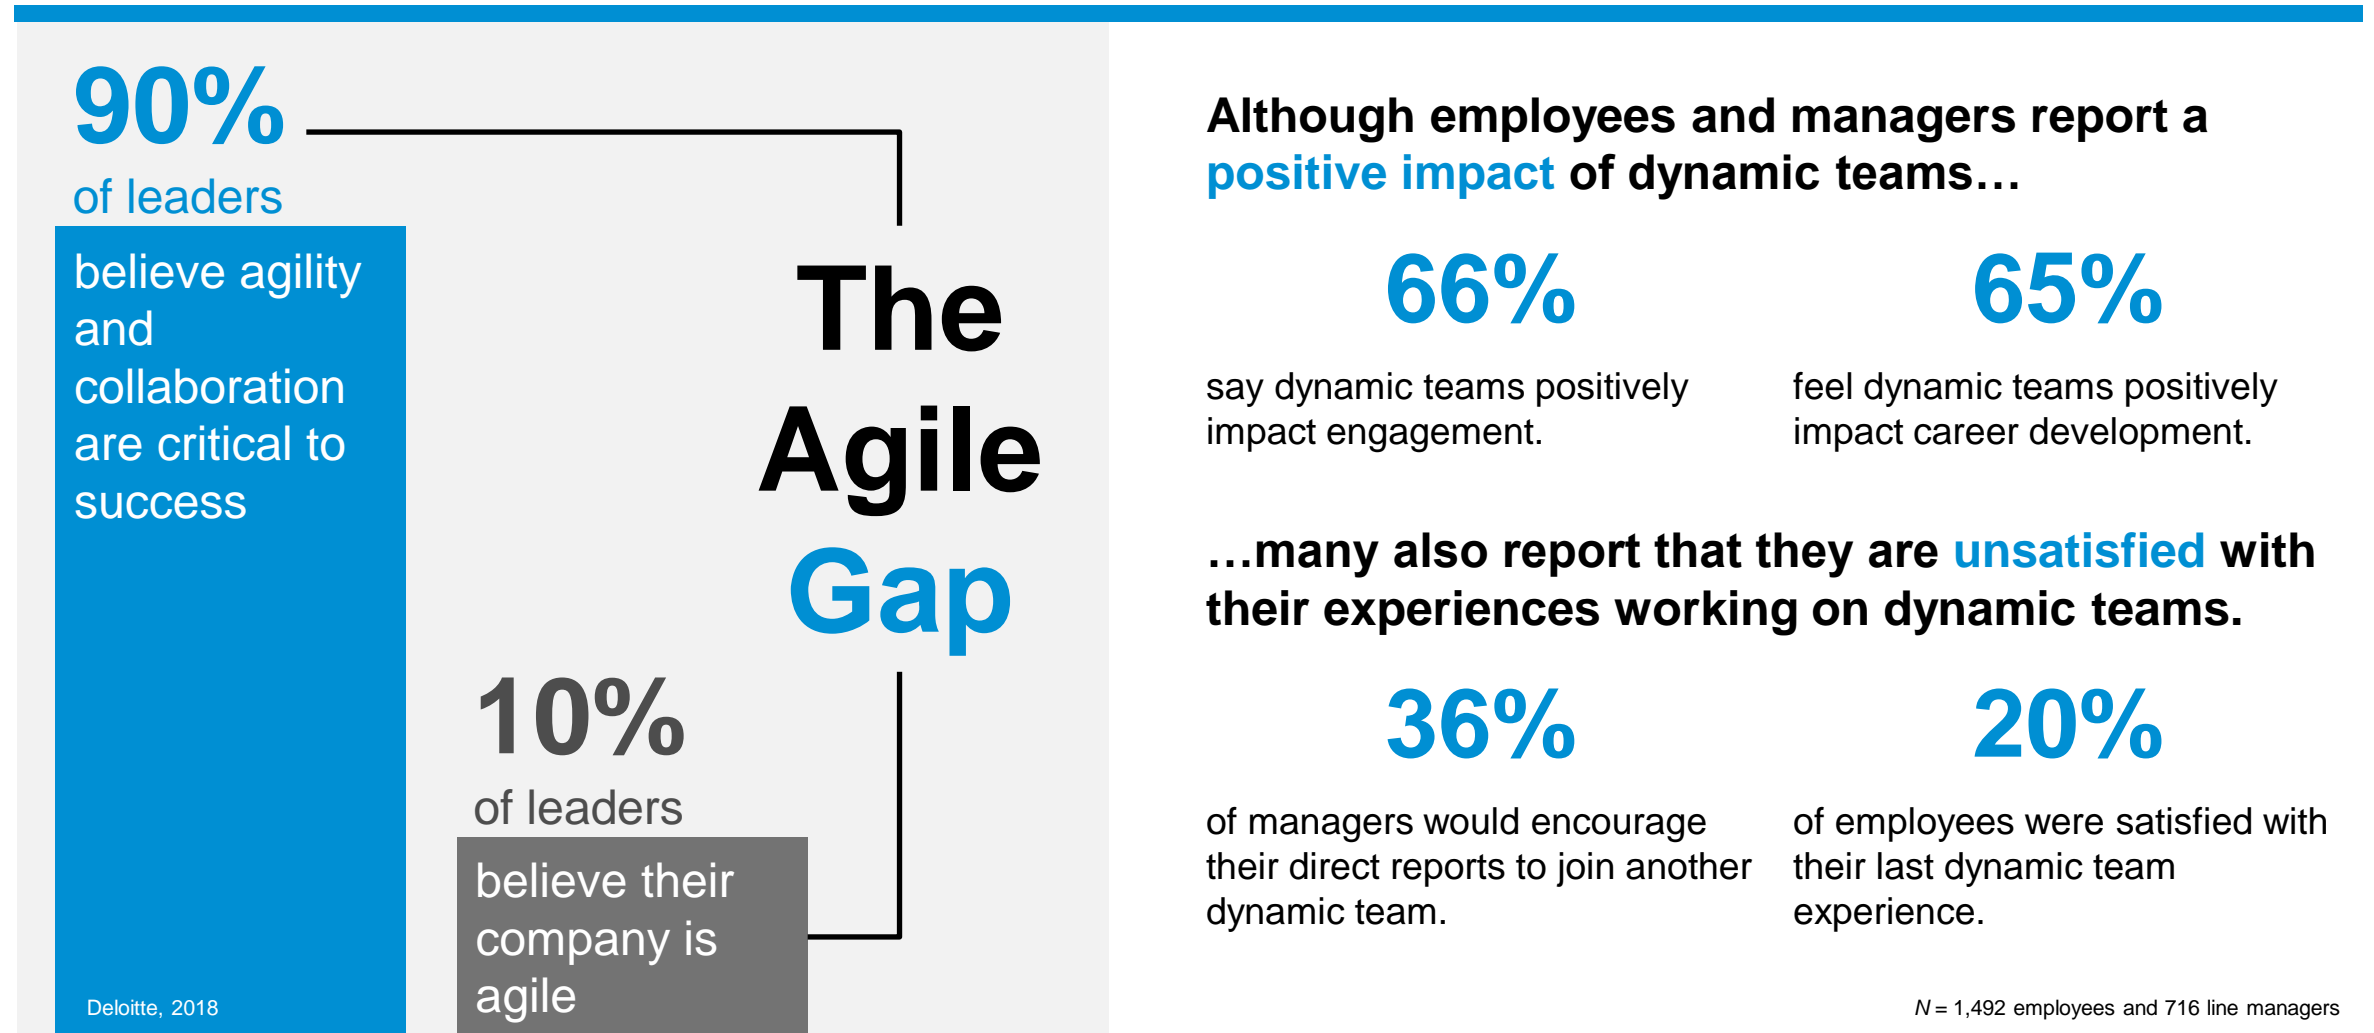 90%
of leaders
believe agility
and
collaboration
are critical to
success
Deloitte, 2018
The
Agile
Gap
10%
of leaders
believe their
company is
agile
Although employees and managers report a
positive impact of dynamic teams…
66%
say dynamic teams positively
impact engagement.
65%
feel dynamic teams positively
impact career development.
…many also report that they are unsatisfied with
their experiences working on dynamic teams.
36%
of managers would encourage
their direct reports to join another
dynamic team.
20%
of employees were satisfied with
their last dynamic team
experience.
N = 1,492 employees and 716 line managers